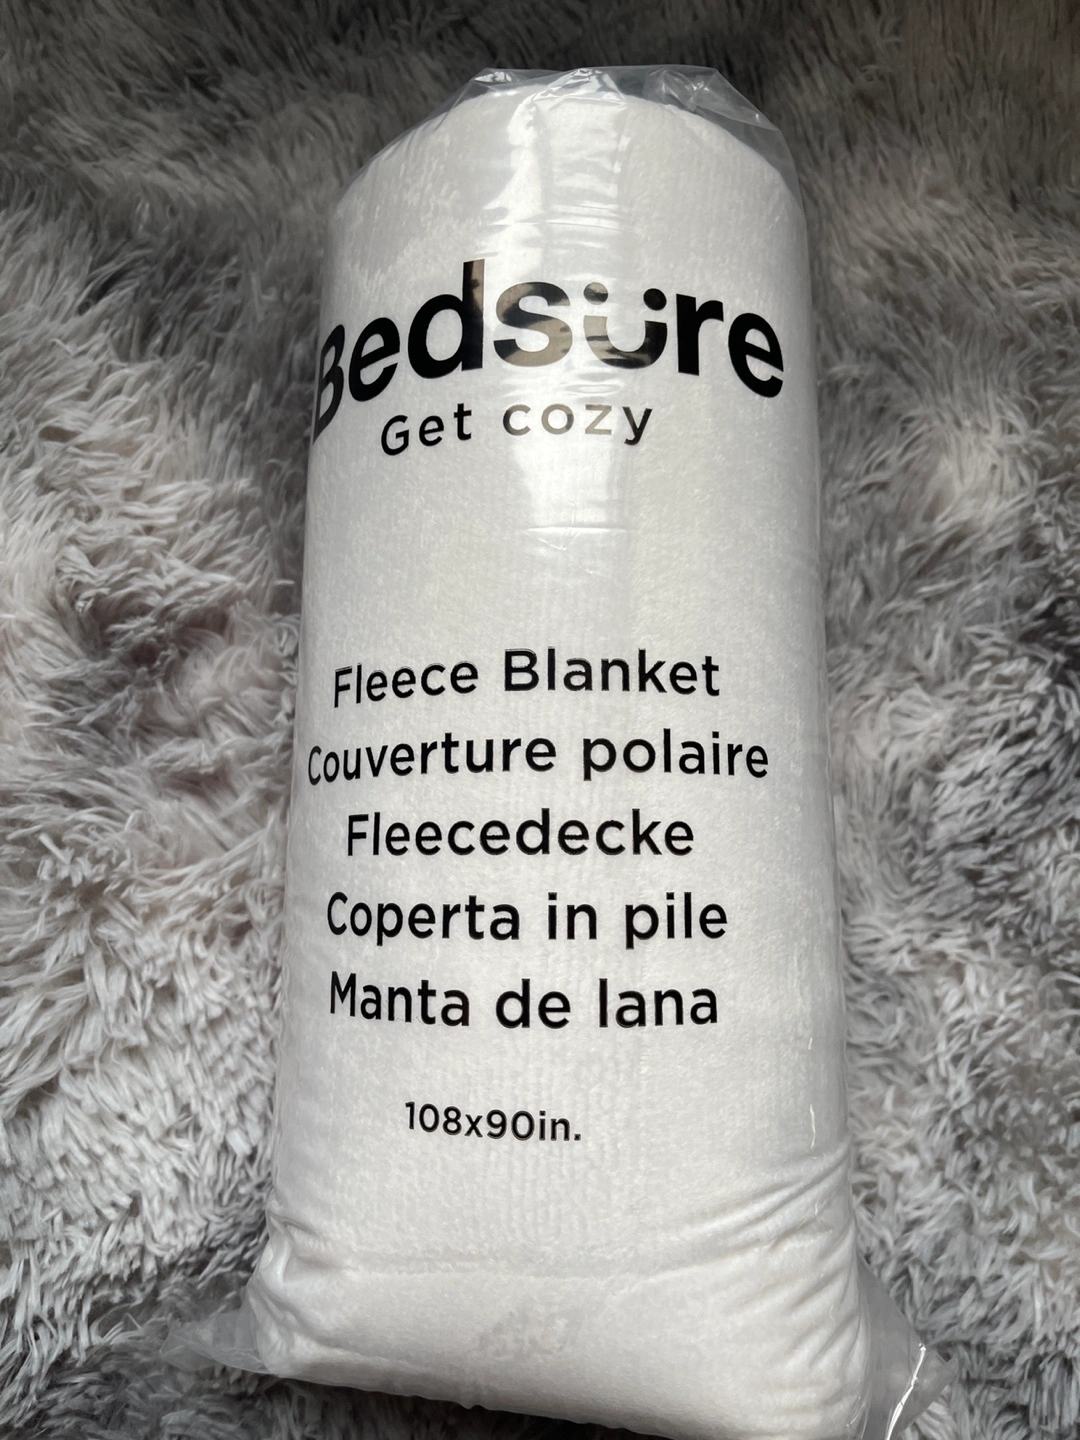 Bedsure
Get cozy
Fleece Blanket
Couverture polaire
Fleecedecke
Coperta in pile
Manta de lana
108x90in.